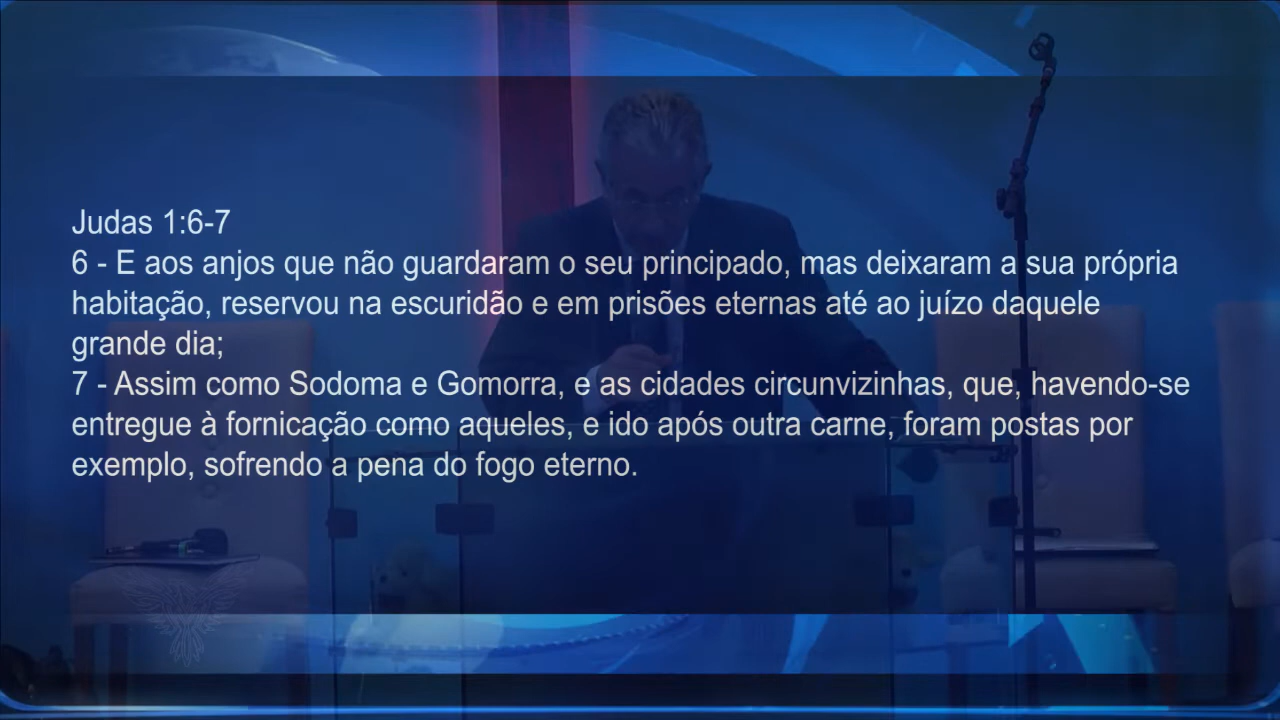 Judas 1:6-7
6 - E aos anjos que não guardaram o seu principado, mas deixaram a sua própria
habitação, reservou na escuridão e em prisões eternas até ao juízo daquele
grande dia;
7 - Assim como Sodoma e Gomorra, e as cidades circunvizinhas, que, havendo-se
entregue à fornicação como aqueles, e ido após outra carne, foram postas por
exemplo, sofrendo a pena do fogo eterno.